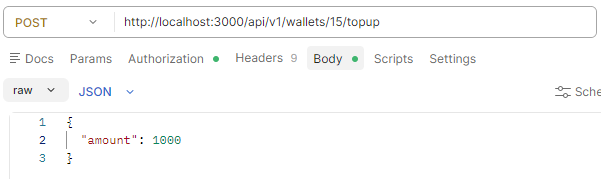 POST http://localhost:3000/api/v1/wallets/15/topup
Docs Params Authorization Headers 9 Body Scripts Settings
raw JSON Sche
1 {
2 "amount": 1000
3 }